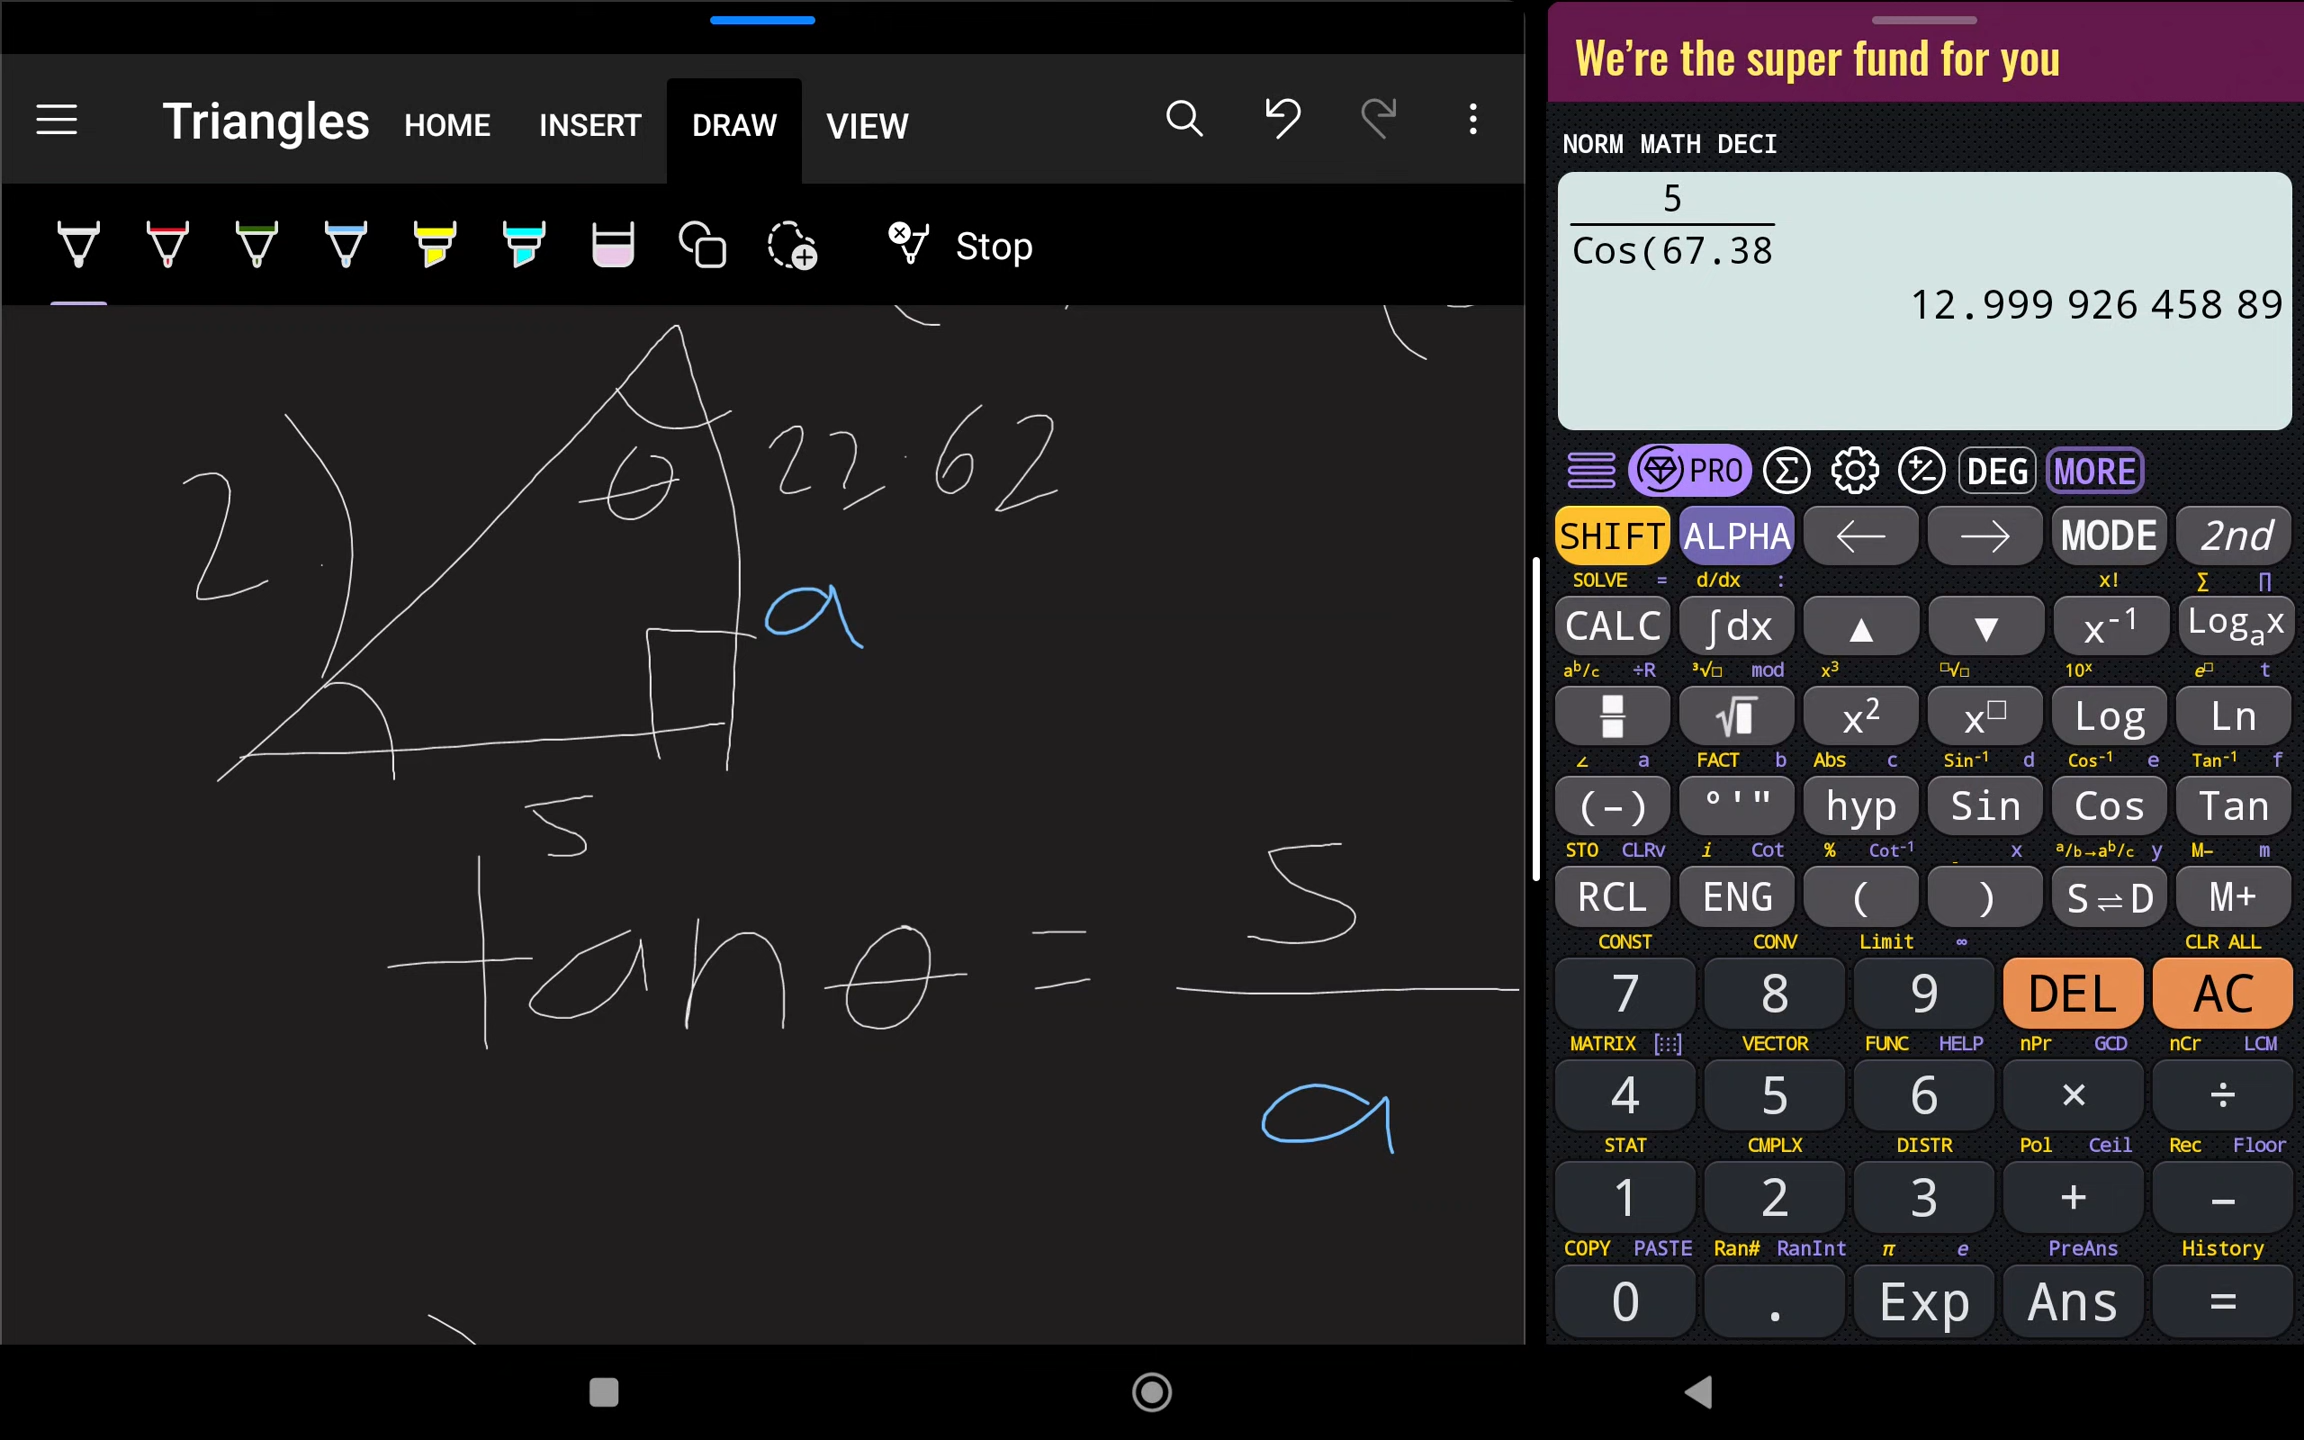 Triangles HOME INSERT DRAW VIEW
Stop
2)
θ 22.62
a
5
tanθ = 5
a
We're the super fund for you
NORM MATH DECI
5
Cos(67.38
12.999 926 458 89
PRO Σ +/− DEG MORE
SHIFT ALPHA ← → MODE 2nd
SOLVE = d/dx : x! Σ ∏
CALC ∫dx ▲ ▼ x⁻¹ Logₐx
aᵇ/c ÷R ³√□ mod x³ □√□ 10ˣ e□ t
√ x² x□ Log Ln
∠ a FACT b Abs c Sin⁻¹ d Cos⁻¹ e Tan⁻¹ f
(−) °'" hyp Sin Cos Tan
STO CLRv i Cot % Cot⁻¹ x a/b→aᵇ/c y M− m
RCL ENG ( ) S⇌D M+
CONST CONV Limit ∞ CLR ALL
7 8 9 DEL AC
MATRIX [:::] VECTOR FUNC HELP nPr GCD nCr LCM
4 5 6 × ÷
STAT CMPLX DISTR Pol Ceil Rec Floor
1 2 3 + −
COPY PASTE Ran# RanInt π e PreAns History
0 . Exp Ans =